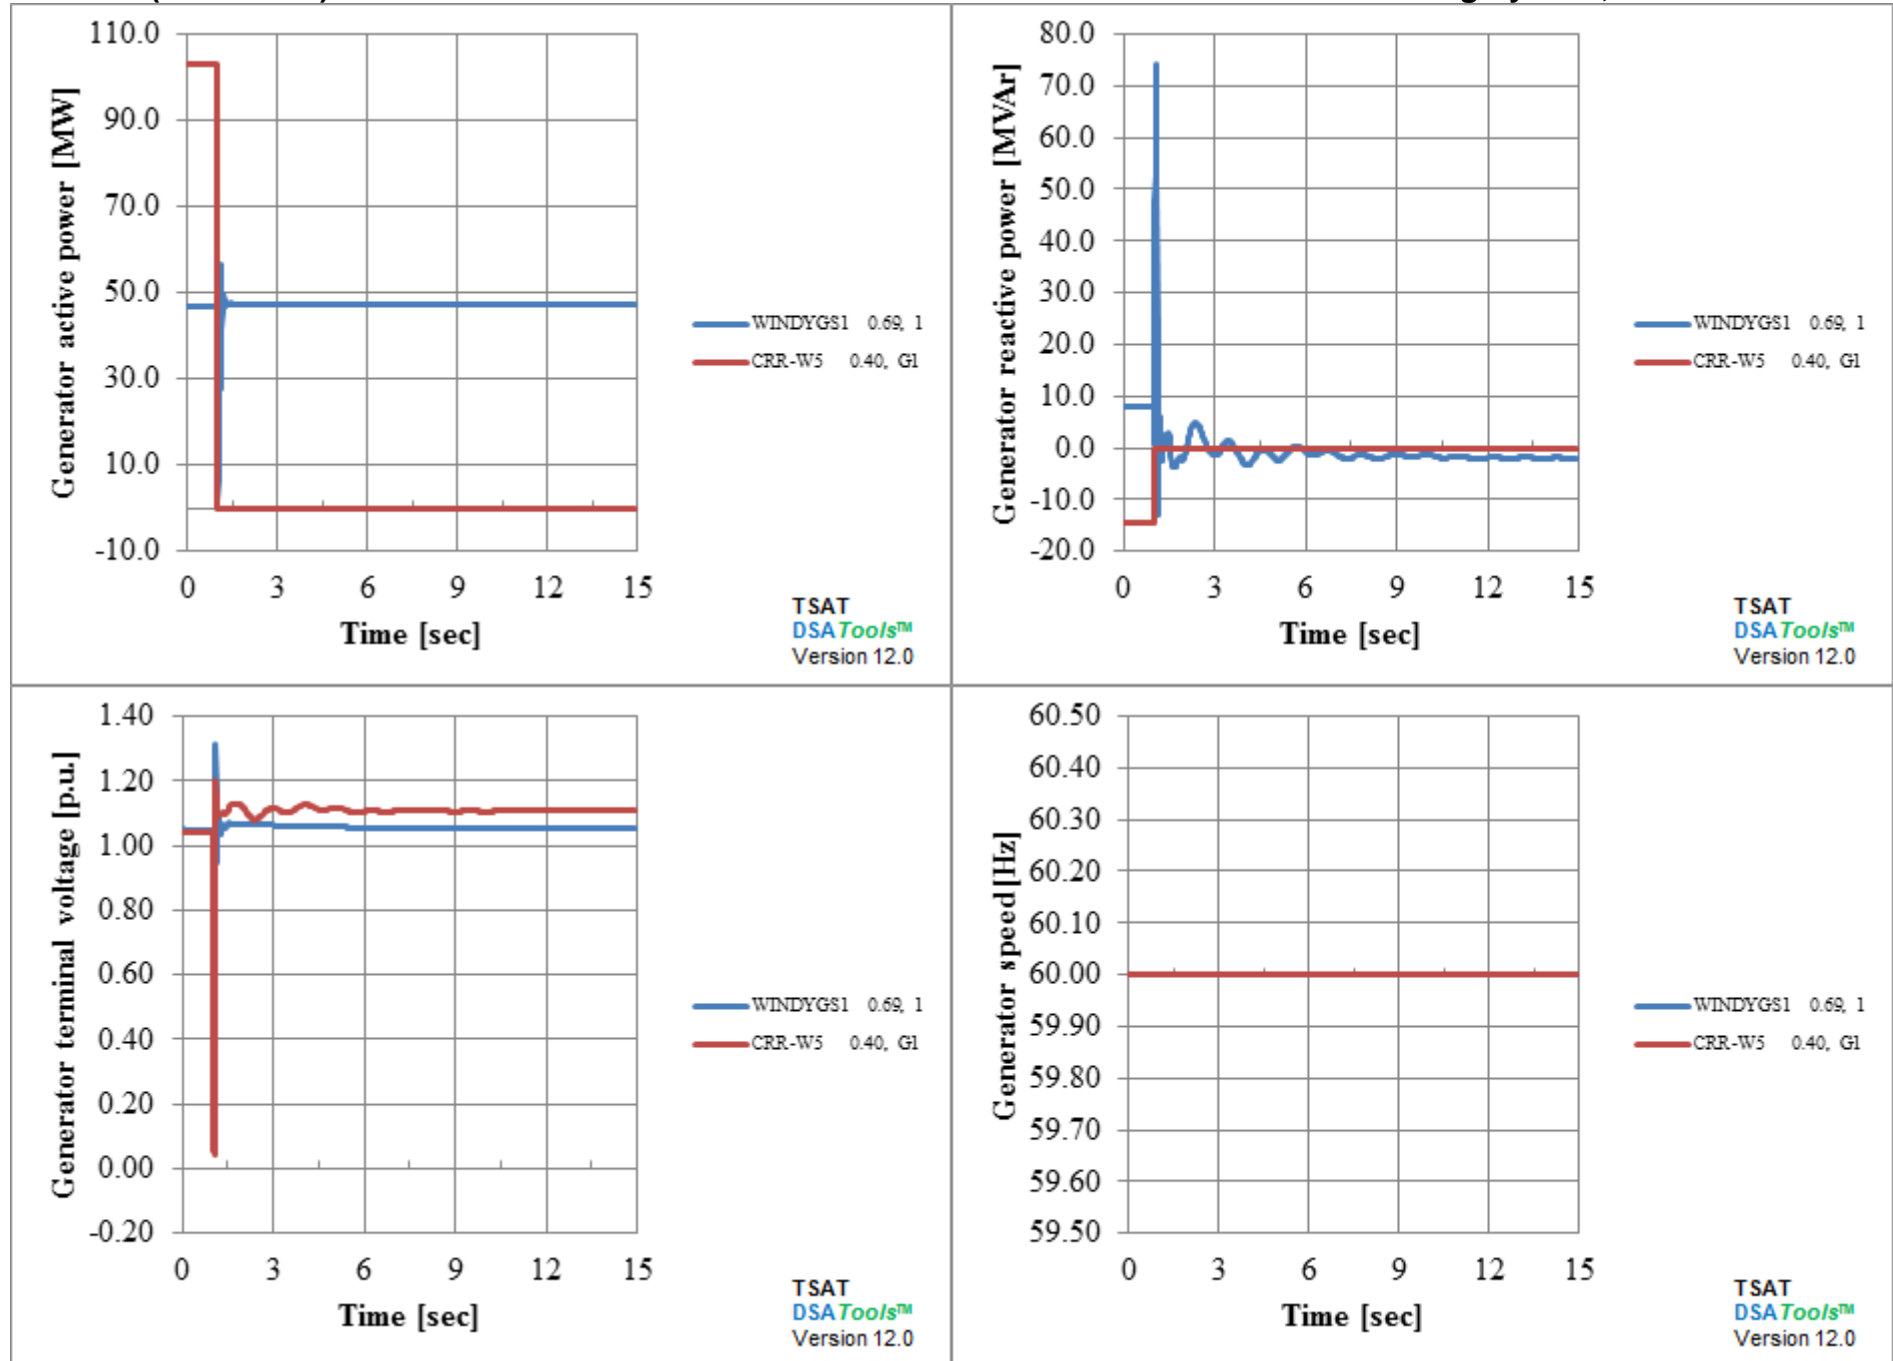 110.0
90.0
70.0
50.0
30.0
10.0
-10.0
Generator active power [MW]
0 3 6 9 12 15
Time [sec]
WINDYGS1 0.69, 1
CRR-W5 0.40, G1
TSAT
DSATools™
Version 12.0
80.0
70.0
60.0
50.0
40.0
30.0
20.0
10.0
0.0
-10.0
-20.0
Generator reactive power [MVAr]
0 3 6 9 12 15
Time [sec]
WINDYGS1 0.69, 1
CRR-W5 0.40, G1
TSAT
DSATools™
Version 12.0
1.40
1.20
1.00
0.80
0.60
0.40
0.20
0.00
-0.20
Generator terminal voltage [p.u.]
0 3 6 9 12 15
Time [sec]
WINDYGS1 0.69, 1
CRR-W5 0.40, G1
TSAT
DSATools™
Version 12.0
60.50
60.40
60.30
60.20
60.10
60.00
59.90
59.80
59.70
59.60
59.50
Generator speed[Hz]
0 3 6 9 12 15
Time [sec]
WINDYGS1 0.69, 1
CRR-W5 0.40, G1
TSAT
DSATools™
Version 12.0